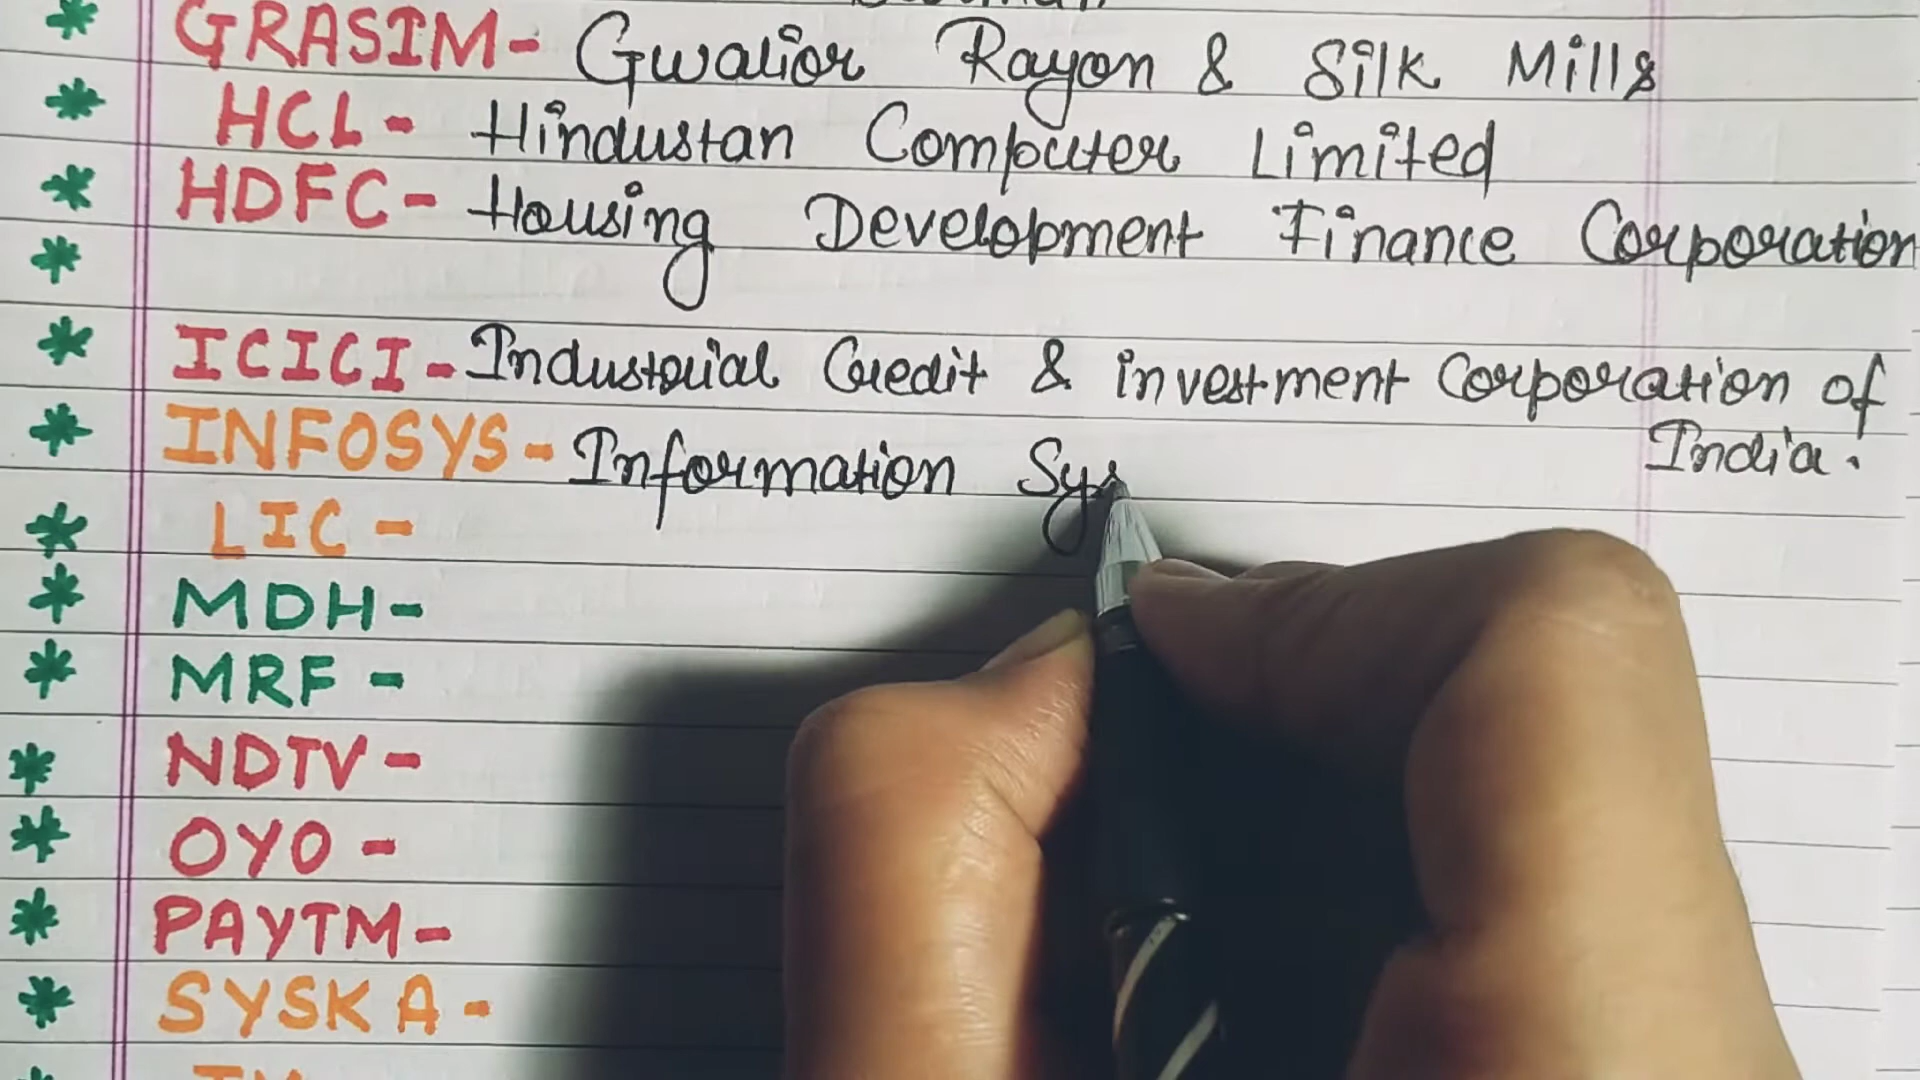 GRASIM- Gwalior Rayon & Silk Mills
HCL- Hindustan Computer Limited
HDFC- Housing Development Finance Corporation
ICICI- Industrial Credit & investment Corporation of
India.
INFOSYS- Information Sys
LIC-
MDH-
MRF-
NDTV-
OYO-
PAYTM-
SYSKA-